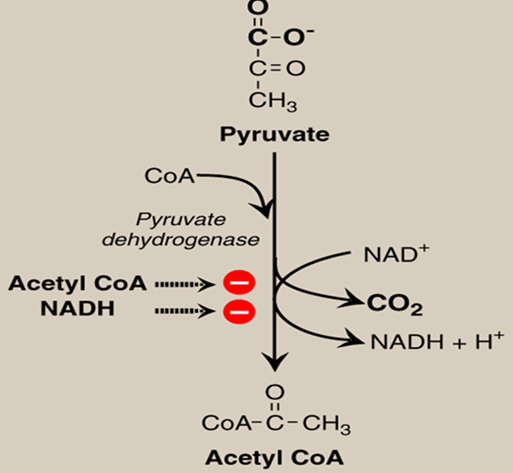 O
C-O⁻
C=O
CH₃
Pyruvate
CoA
Pyruvate
dehydrogenase
NAD⁺
Acetyl CoA
NADH
CO₂
NADH + H⁺
O
CoA-C-CH₃
Acetyl CoA